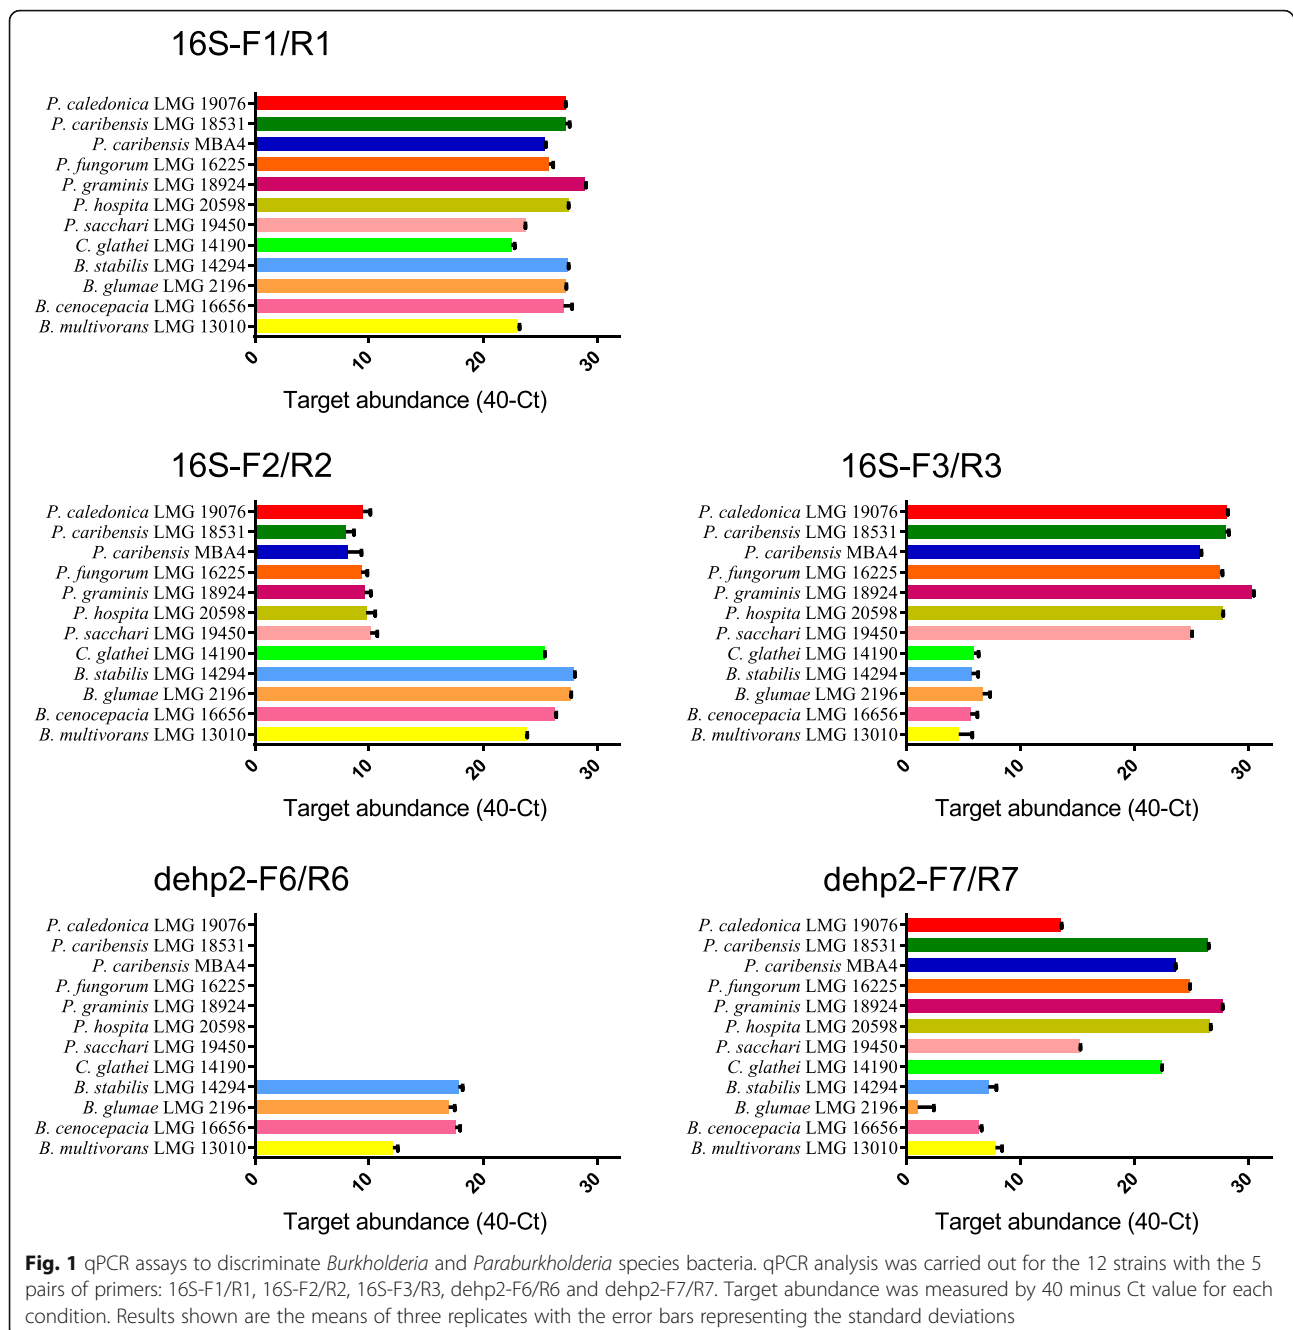 16S-F1/R1
P. caledonica LMG 19076
P. caribensis LMG 18531
P. caribensis MBA4
P. fungorum LMG 16225
P. graminis LMG 18924
P. hospita LMG 20598
P. sacchari LMG 19450
C. glathei LMG 14190
B. stabilis LMG 14294
B. glumae LMG 2196
B. cenocepacia LMG 16656
B. multivorans LMG 13010
0 10 20 30
Target abundance (40-Ct)
16S-F2/R2
P. caledonica LMG 19076
P. caribensis LMG 18531
P. caribensis MBA4
P. fungorum LMG 16225
P. graminis LMG 18924
P. hospita LMG 20598
P. sacchari LMG 19450
C. glathei LMG 14190
B. stabilis LMG 14294
B. glumae LMG 2196
B. cenocepacia LMG 16656
B. multivorans LMG 13010
0 10 20 30
Target abundance (40-Ct)
16S-F3/R3
P. caledonica LMG 19076
P. caribensis LMG 18531
P. caribensis MBA4
P. fungorum LMG 16225
P. graminis LMG 18924
P. hospita LMG 20598
P. sacchari LMG 19450
C. glathei LMG 14190
B. stabilis LMG 14294
B. glumae LMG 2196
B. cenocepacia LMG 16656
B. multivorans LMG 13010
0 10 20 30
Target abundance (40-Ct)
dehp2-F6/R6
P. caledonica LMG 19076
P. caribensis LMG 18531
P. caribensis MBA4
P. fungorum LMG 16225
P. graminis LMG 18924
P. hospita LMG 20598
P. sacchari LMG 19450
C. glathei LMG 14190
B. stabilis LMG 14294
B. glumae LMG 2196
B. cenocepacia LMG 16656
B. multivorans LMG 13010
0 10 20 30
Target abundance (40-Ct)
dehp2-F7/R7
P. caledonica LMG 19076
P. caribensis LMG 18531
P. caribensis MBA4
P. fungorum LMG 16225
P. graminis LMG 18924
P. hospita LMG 20598
P. sacchari LMG 19450
C. glathei LMG 14190
B. stabilis LMG 14294
B. glumae LMG 2196
B. cenocepacia LMG 16656
B. multivorans LMG 13010
0 10 20 30
Target abundance (40-Ct)
Fig. 1 qPCR assays to discriminate Burkholderia and Paraburkholderia species bacteria. qPCR analysis was carried out for the 12 strains with the 5
pairs of primers: 16S-F1/R1, 16S-F2/R2, 16S-F3/R3, dehp2-F6/R6 and dehp2-F7/R7. Target abundance was measured by 40 minus Ct value for each
condition. Results shown are the means of three replicates with the error bars representing the standard deviations